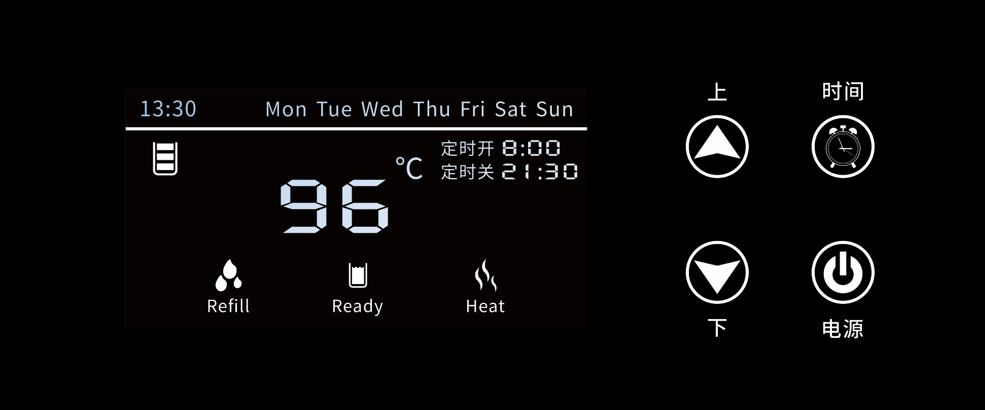 13:30 Mon Tue Wed Thu Fri Sat Sun
定时开 8:00
定时关 21:30
96 °C
Refill Ready Heat
上
时间
下
电源